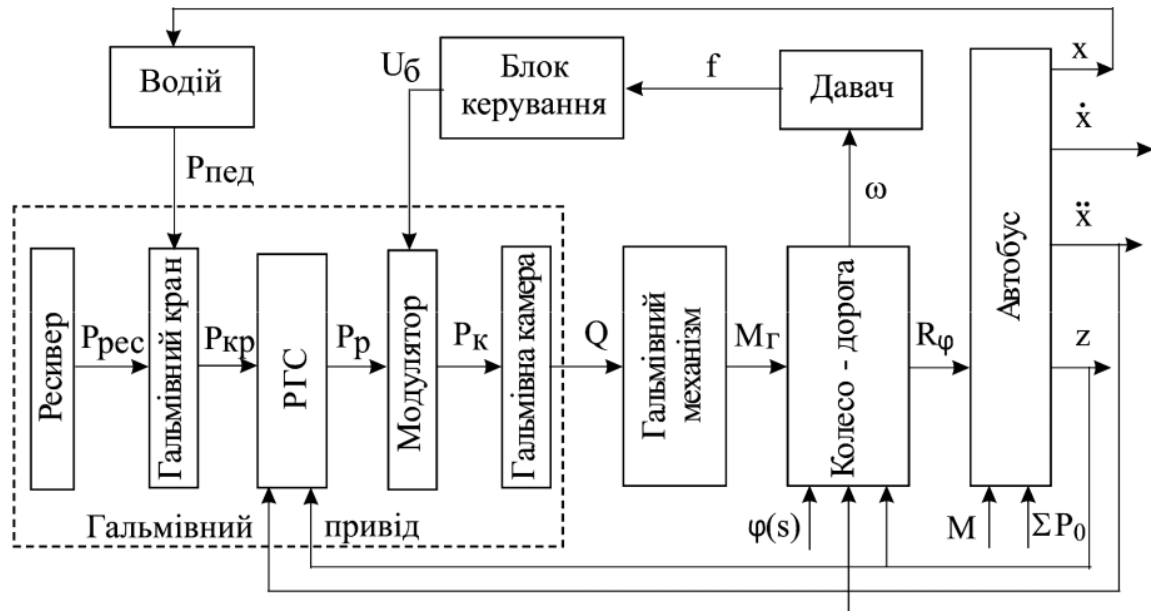 x
Водій
Uб
Блок
керування
f
Давач
ẋ
Pпед
ω
ẍ
Ресивер
Pрес
Гальмівний кран
Pкр
РГС
Pр
Модулятор
Pк
Гальмівна камера
Q
Гальмівний
механізм
Mг
Колесо - дорога
Rφ
Автобус
z
Гальмівний привід
φ(s)
M
ΣP₀